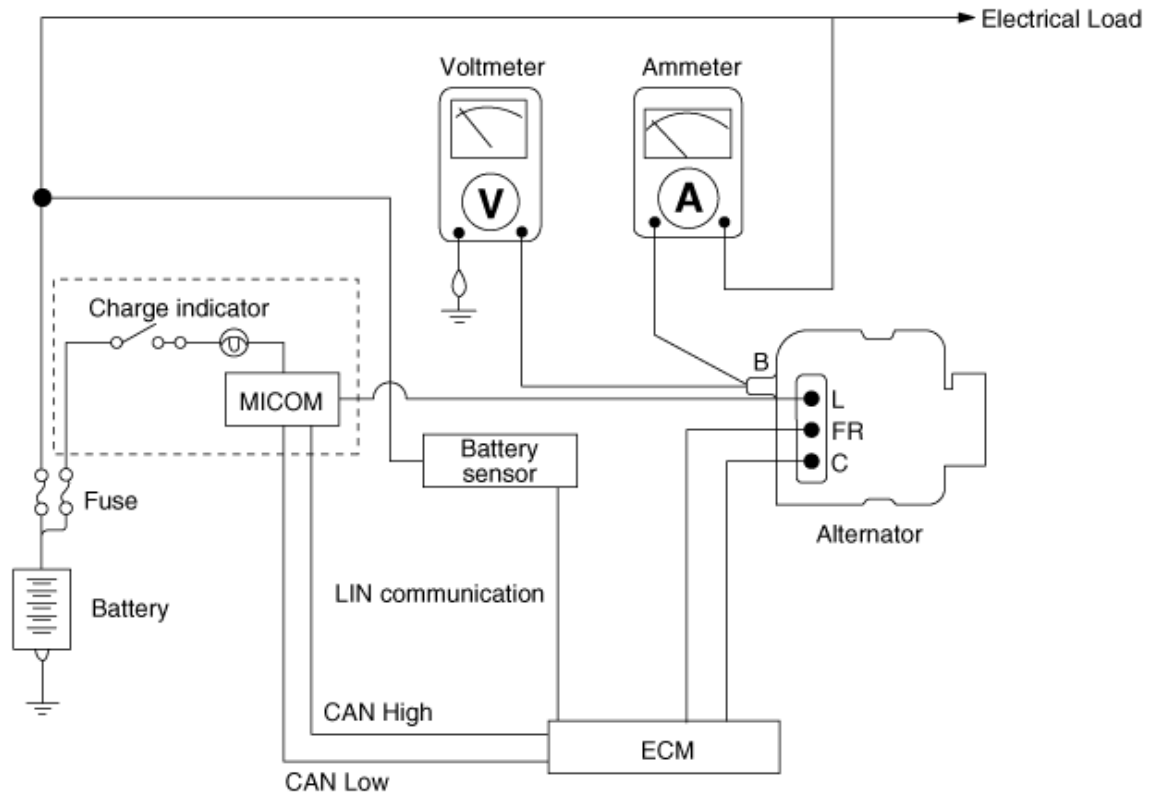 Electrical Load
Voltmeter
Ammeter
V
A
Charge indicator
B
MICOM
L
FR
C
Battery
sensor
Fuse
Alternator
Battery
LIN communication
CAN High
ECM
CAN Low